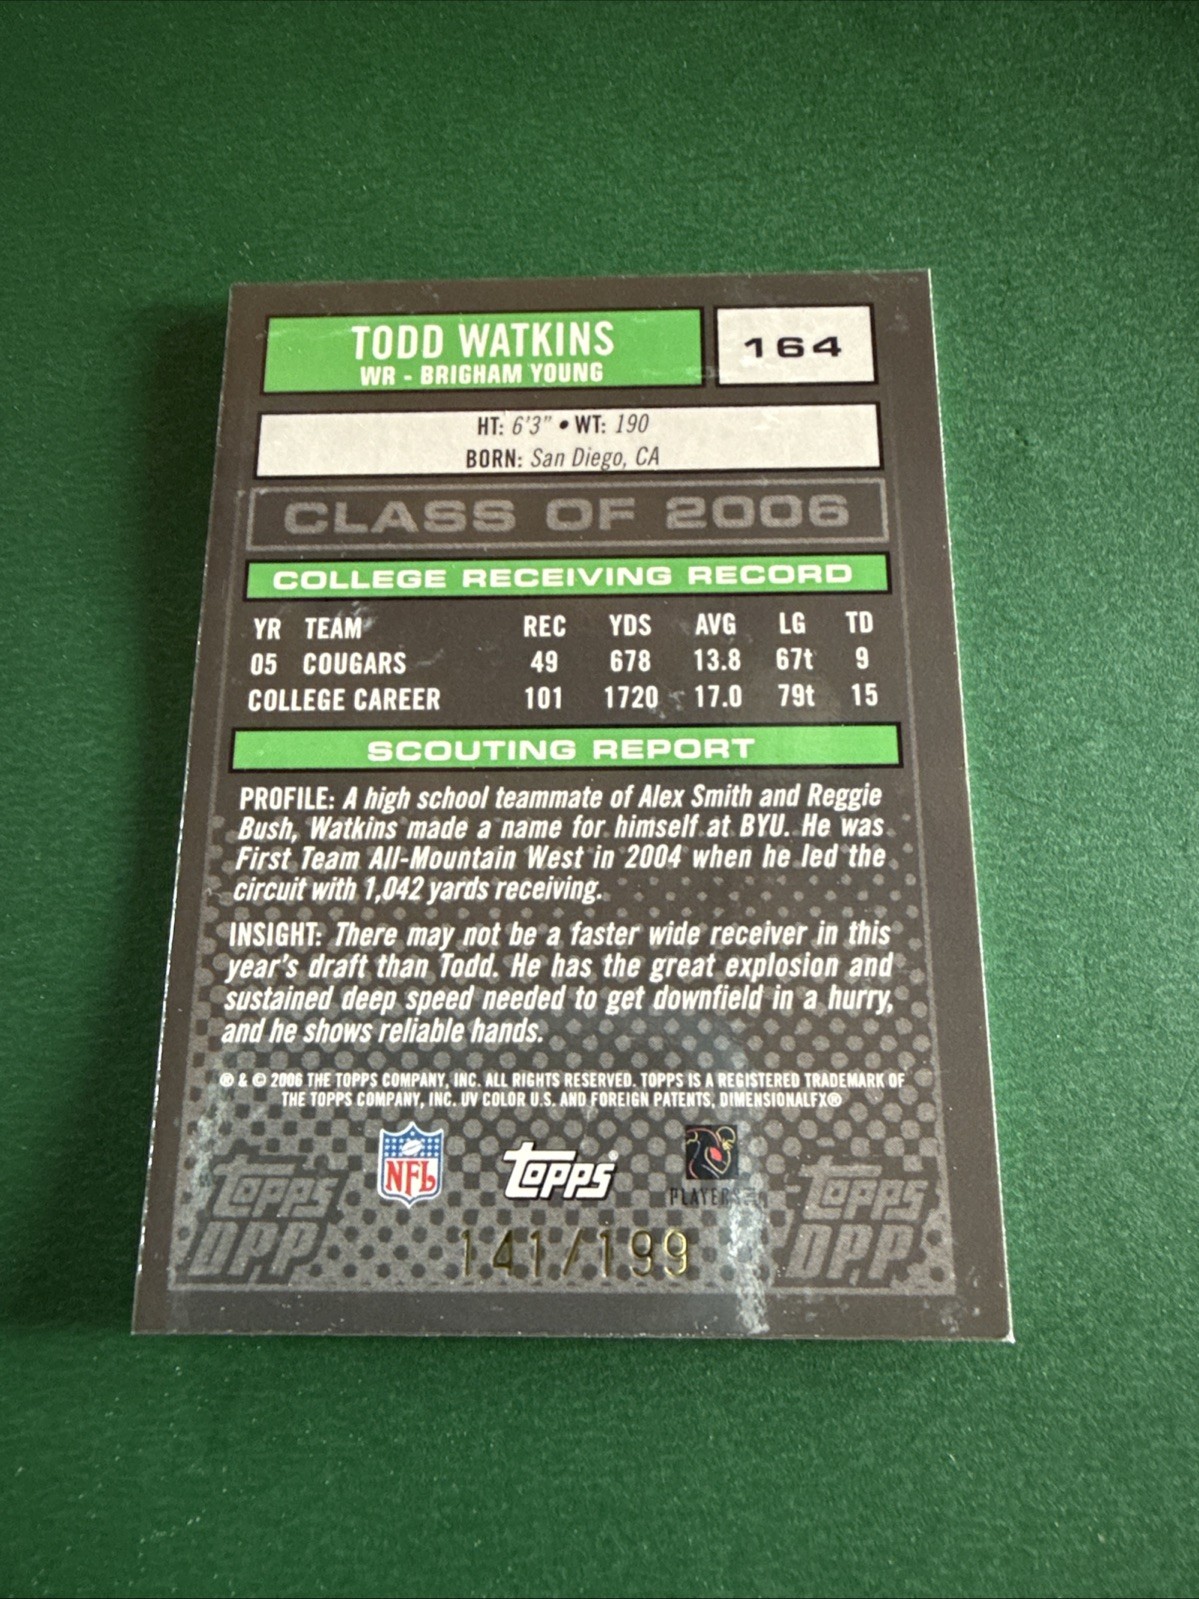 TODD WATKINS
WR - BRIGHAM YOUNG
164
HT: 6'3" • WT: 190
BORN: San Diego, CA
CLASS OF 2006
COLLEGE RECEIVING RECORD
YR TEAM REC YDS AVG LG TD
05 COUGARS 49 678 13.8 67t 9
COLLEGE CAREER 101 1720 17.0 79t 15
SCOUTING REPORT
PROFILE: A high school teammate of Alex Smith and Reggie
Bush, Watkins made a name for himself at BYU. He was
First Team All-Mountain West in 2004 when he led the
circuit with 1,042 yards receiving.
INSIGHT: There may not be a faster wide receiver in this
year's draft than Todd. He has the great explosion and
sustained deep speed needed to get downfield in a hurry,
and he shows reliable hands.
® & © 2006 THE TOPPS COMPANY, INC. ALL RIGHTS RESERVED. TOPPS IS A REGISTERED TRADEMARK OF
THE TOPPS COMPANY, INC. UV COLOR U.S. AND FOREIGN PATENTS, DIMENSIONALFX®
NFL
Topps®
PLAYERS
Topps
DPP
141/199
Topps
DPP